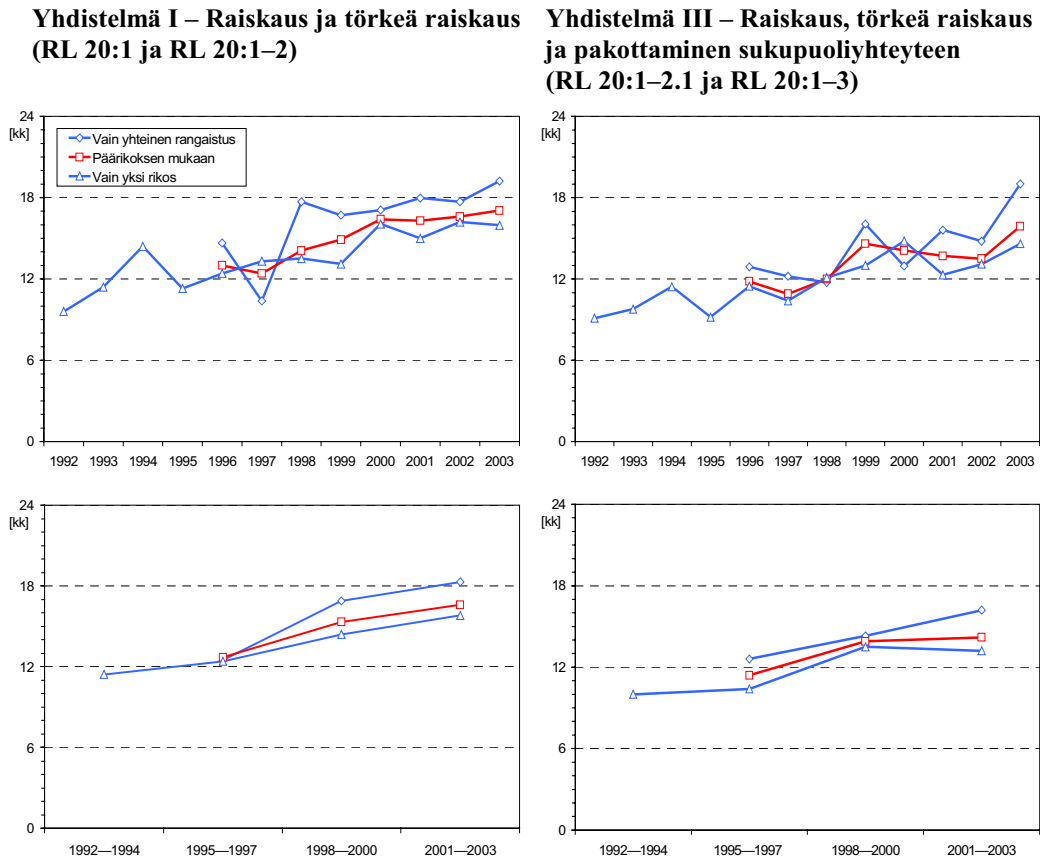 Yhdistelmä I – Raiskaus ja törkeä raiskaus
(RL 20:1 ja RL 20:1–2)
Yhdistelmä III – Raiskaus, törkeä raiskaus
ja pakottaminen sukupuoliyhteyteen
(RL 20:1–2.1 ja RL 20:1–3)
24
[kk]
18
12
6
0
Vain yhteinen rangaistus
Päärikoksen mukaan
Vain yksi rikos
1992 1993 1994 1995 1996 1997 1998 1999 2000 2001 2002 2003
24
[kk]
18
12
6
0
1992 1993 1994 1995 1996 1997 1998 1999 2000 2001 2002 2003
24
[kk]
18
12
6
0
1992—1994 1995—1997 1998—2000 2001—2003
24
[kk]
18
12
6
0
1992—1994 1995—1997 1998—2000 2001—2003